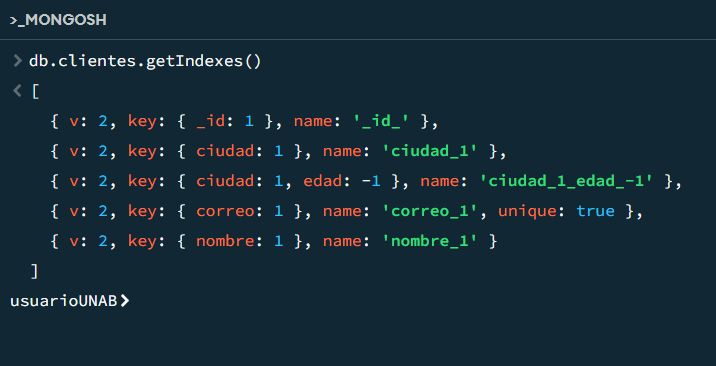 >_MONGOSH
> db.clientes.getIndexes()
< [
{ v: 2, key: { _id: 1 }, name: '_id_' },
{ v: 2, key: { ciudad: 1 }, name: 'ciudad_1' },
{ v: 2, key: { ciudad: 1, edad: -1 }, name: 'ciudad_1_edad_-1' },
{ v: 2, key: { correo: 1 }, name: 'correo_1', unique: true },
{ v: 2, key: { nombre: 1 }, name: 'nombre_1' }
]
usuarioUNAB>